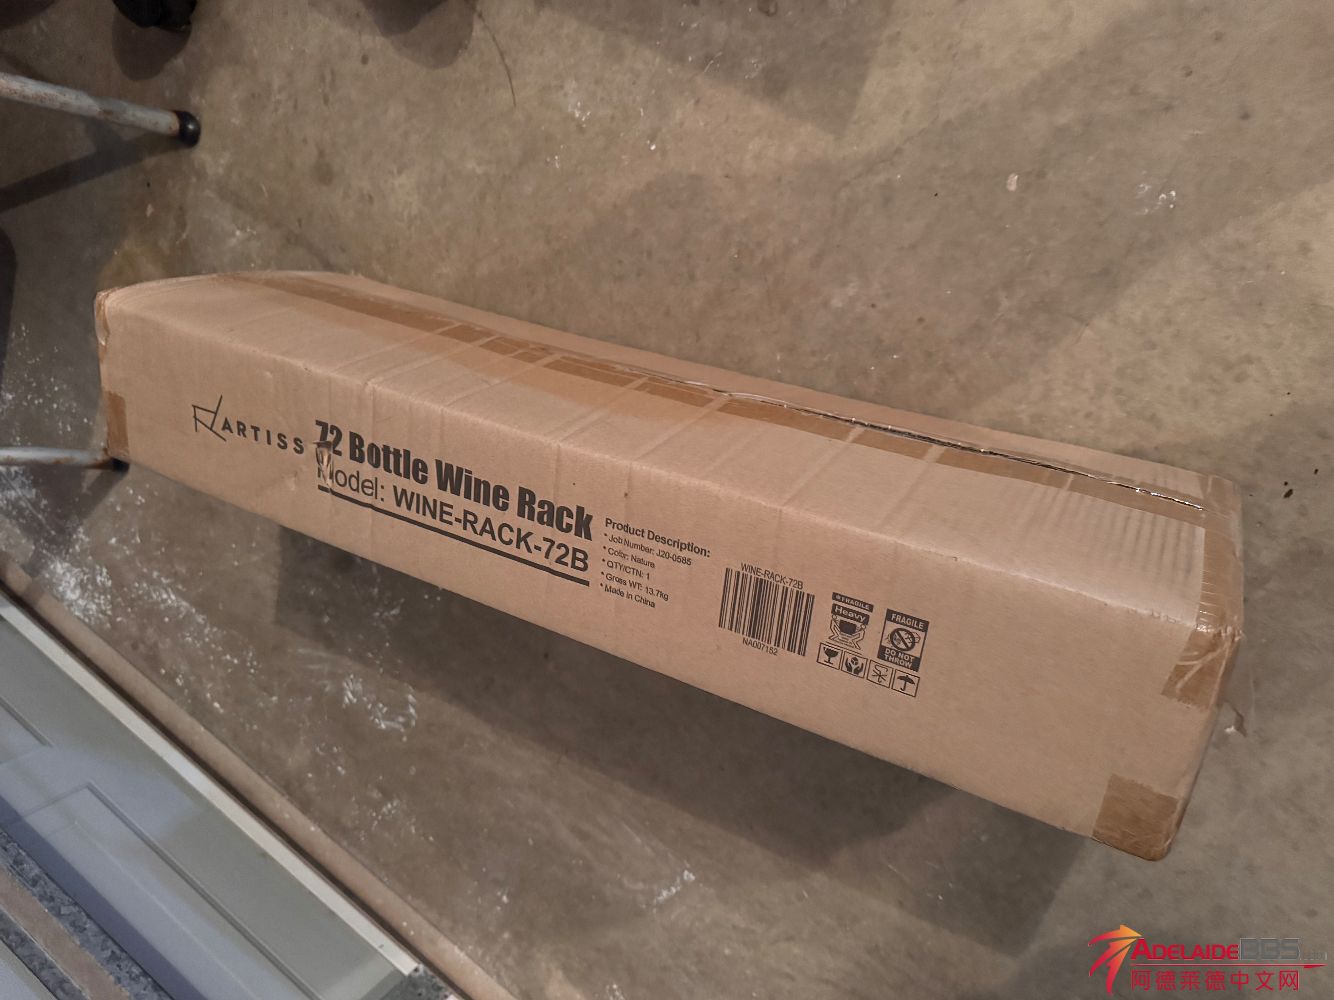 ARTISS
72 Bottle Wine Rack
Model: WINE-RACK-72B
Product Description:
* Job Number: J20-0585
* Color: Nature
* QTY/CTN: 1
* Gross WT: 13.7kg
* Made in China
WINE-RACK-72B
NA007152
FRAGILE
Heavy
FRAGILE
DO NOT
THROW
ADELAIDEBBS
阿德莱德中文网